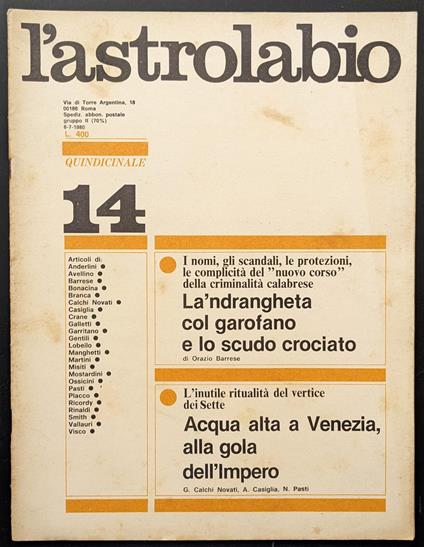 l'astrolabio
Via di Torre Argentina, 18
00186 Roma
Spediz. abbon. postale
gruppo II (70%)
6-7-1980
L. 400
QUINDICINALE
14
Articoli di:
Anderlini ●
Avellino ●
Barrese ●
Bonacina ●
Branca ●
Calchi Novati ●
Casiglia ●
Crane ●
Galletti ●
Garritano ●
Gentili ●
Lobello ●
Manghetti ●
Martini ●
Misiti ●
Mostardini ●
Ossicini ●
Pasti ●
Placco ●
Ricordy ●
Rinaldi ●
Smith ●
Vallauri ●
Visco ●
I nomi, gli scandali, le protezioni,
le complicità del "nuovo corso"
della criminalità calabrese
La'ndrangheta
col garofano
e lo scudo crociato
di Orazio Barrese
L'inutile ritualità del vertice
dei Sette
Acqua alta a Venezia,
alla gola
dell'Impero
G. Calchi Novati, A. Casiglia, N. Pasti